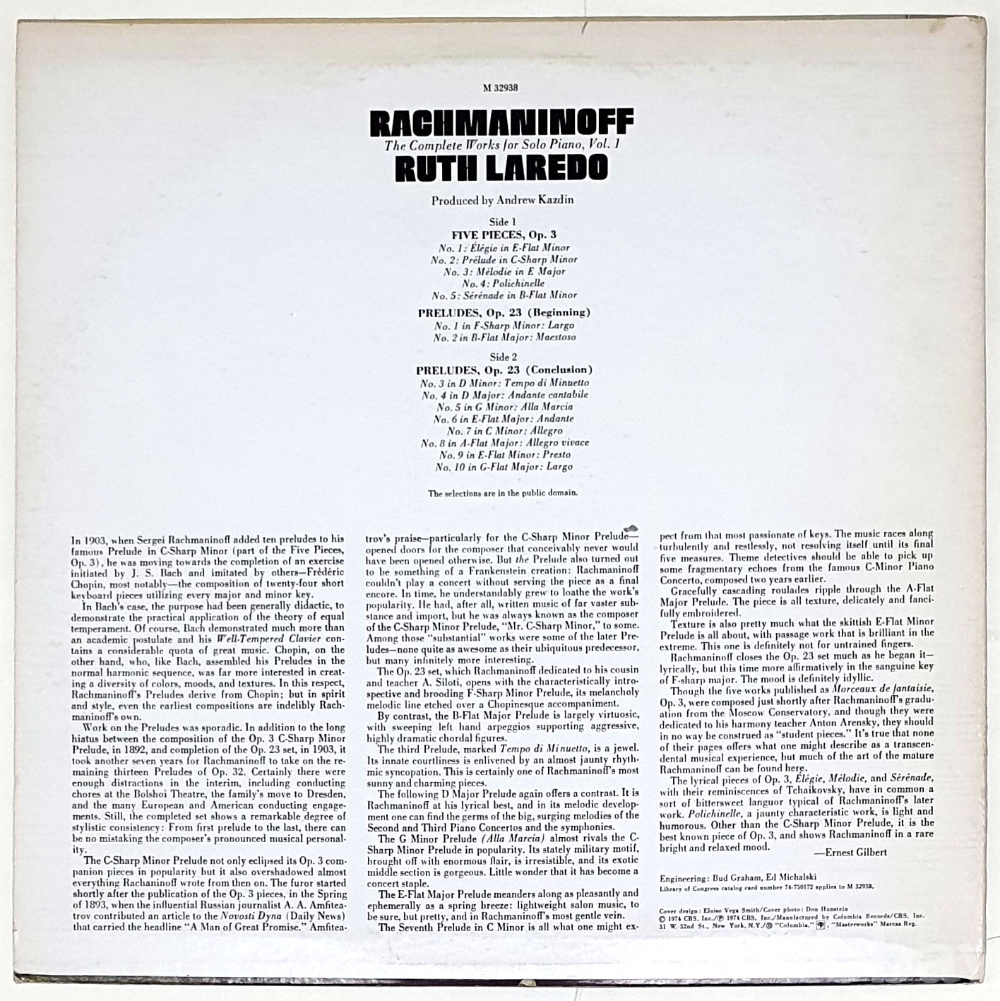 M 32938
RACHMANINOFF
The Complete Works for Solo Piano, Vol. 1
RUTH LAREDO
Produced by Andrew Kazdin
Side 1
FIVE PIECES, Op. 3
No. 1: Élégie in E-Flat Minor
No. 2: Prélude in C-Sharp Minor
No. 3: Mélodie in E Major
No. 4: Polichinelle
No. 5: Sérénade in B-Flat Minor
PRELUDES, Op. 23 (Beginning)
No. 1 in F-Sharp Minor: Largo
No. 2 in B-Flat Major: Maestoso
Side 2
PRELUDES, Op. 23 (Conclusion)
No. 3 in D Minor: Tempo di Minuetto
No. 4 in D Major: Andante cantabile
No. 5 in G Minor: Alla Marcia
No. 6 in E-Flat Major: Andante
No. 7 in C Minor: Allegro
No. 8 in A-Flat Major: Allegro vivace
No. 9 in E-Flat Minor: Presto
No. 10 in G-Flat Major: Largo
The selections are in the public domain.
In 1903, when Sergei Rachmaninoff added ten preludes to his
famous Prelude in C-Sharp Minor (part of the Five Pieces,
Op. 3), he was moving towards the completion of an exercise
initiated by J. S. Bach and imitated by others—Frédéric
Chopin, most notably—the composition of twenty-four short
keyboard pieces utilizing every major and minor key.
In Bach's case, the purpose had been generally didactic, to
demonstrate the practical application of the theory of equal
temperament. Of course, Bach demonstrated much more than
an academic postulate and his Well-Tempered Clavier con-
tains a considerable quota of great music. Chopin, on the
other hand, who, like Bach, assembled his Preludes in the
normal harmonic sequence, was far more interested in creat-
ing a diversity of colors, moods, and textures. In this respect,
Rachmaninoff's Preludes derive from Chopin; but in spirit
and style, even the earliest compositions are indelibly Rach-
maninoff's own.
Work on the Preludes was sporadic. In addition to the long
hiatus between the composition of the Op. 3 C-Sharp Minor
Prelude, in 1892, and completion of the Op. 23 set, in 1903, it
took another seven years for Rachmaninoff to take on the re-
maining thirteen Preludes of Op. 32. Certainly there were
enough distractions in the interim, including conducting
chores at the Bolshoi Theatre, the family's move to Dresden,
and the many European and American conducting engage-
ments. Still, the completed set shows a remarkable degree of
stylistic consistency: From first prelude to the last, there can
be no mistaking the composer's pronounced musical personal-
ity.
The C-Sharp Minor Prelude not only eclipsed its Op. 3 com-
panion pieces in popularity but it also overshadowed almost
everything Rachaninoff wrote from then on. The furor started
shortly after the publication of the Op. 3 pieces, in the Spring
of 1893, when the influential Russian journalist A. A. Amfitea-
trov contributed an article to the Novosti Dyna (Daily News)
that carried the headline "A Man of Great Promise." Amfitea-
trov's praise—particularly for the C-Sharp Minor Prelude—
opened doors for the composer that conceivably never would
have been opened otherwise. But the Prelude also turned out
to be something of a Frankenstein creation: Rachmaninoff
couldn't play a concert without serving the piece as a final
encore. In time, he understandably grew to loathe the work's
popularity. He had, after all, written music of far vaster sub-
stance and import, but he was always known as the composer
of the C-Sharp Minor Prelude, "Mr. C-Sharp Minor," to some.
Among those "substantial" works were some of the later Pre-
ludes—none quite as awesome as their ubiquitous predecessor,
but many infinitely more interesting.
The Op. 23 set, which Rachmaninoff dedicated to his cousin
and teacher A. Siloti, opens with the characteristically intro-
spective and brooding F-Sharp Minor Prelude, its melancholy
melodic line etched over a Chopinesque accompaniment.
By contrast, the B-Flat Major Prelude is largely virtuosic,
with sweeping left hand arpeggios supporting aggressive,
highly dramatic chordal figures.
The third Prelude, marked Tempo di Minuetto, is a jewel.
Its innate courtliness is enlivened by an almost jaunty rhyth-
mic syncopation. This is certainly one of Rachmaninoff's most
sunny and charming pieces.
The following D Major Prelude again offers a contrast. It is
Rachmaninoff at his lyrical best, and in its melodic develop-
ment one can find the germs of the big, surging melodies of the
Second and Third Piano Concertos and the symphonies.
The G Minor Prelude (Alla Marcia) almost rivals the C-
Sharp Minor Prelude in popularity. Its stately military motif,
brought off with enormous flair, is irresistible, and its exotic
middle section is gorgeous. Little wonder that it has become a
concert staple.
The E-Flat Major Prelude meanders along as pleasantly and
ephemerally as a spring breeze: lightweight salon music, to
be sure, but pretty, and in Rachmaninoff's most gentle vein.
The Seventh Prelude in C Minor is all what one might ex-
pect from that most passionate of keys. The music races along
turbulently and restlessly, not resolving itself until its final
five measures. Theme detectives should be able to pick up
some fragmentary echoes from the famous C-Minor Piano
Concerto, composed two years earlier.
Gracefully cascading roulades ripple through the A-Flat
Major Prelude. The piece is all texture, delicately and fanci-
fully embroidered.
Texture is also pretty much what the skittish E-Flat Minor
Prelude is all about, with passage work that is brilliant in the
extreme. This one is definitely not for untrained fingers.
Rachmaninoff closes the Op. 23 set much as he began it—
lyrically, but this time more affirmatively in the sanguine key
of F-sharp major. The mood is definitely idyllic.
Though the five works published as Morceaux de fantaisie,
Op. 3, were composed just shortly after Rachmaninoff's gradu-
ation from the Moscow Conservatory, and though they were
dedicated to his harmony teacher Anton Arensky, they should
in no way be construed as "student pieces." It's true that none
of their pages offers what one might describe as a transcen-
dental musical experience, but much of the art of the mature
Rachmaninoff can be found here.
The lyrical pieces of Op. 3, Élégie, Mélodie, and Sérénade,
with their reminiscences of Tchaikovsky, have in common a
sort of bittersweet languor typical of Rachmaninoff's later
work. Polichinelle, a jaunty characteristic work, is light and
humorous. Other than the C-Sharp Minor Prelude, it is the
best known piece of Op. 3, and shows Rachmaninoff in a rare
bright and relaxed mood.
—Ernest Gilbert
Engineering: Bud Graham, Ed Michalski
Library of Congress catalog card number 74-750172 applies to M 32938.
Cover design: Eloise Vega Smith/Cover photo: Don Hunstein
© 1974 CBS, Inc./℗ 1974 CBS, Inc./Manufactured by Columbia Records/CBS, Inc.
51 W. 52nd St., New York, N.Y./® "Columbia," "Masterworks" Marcas Reg.